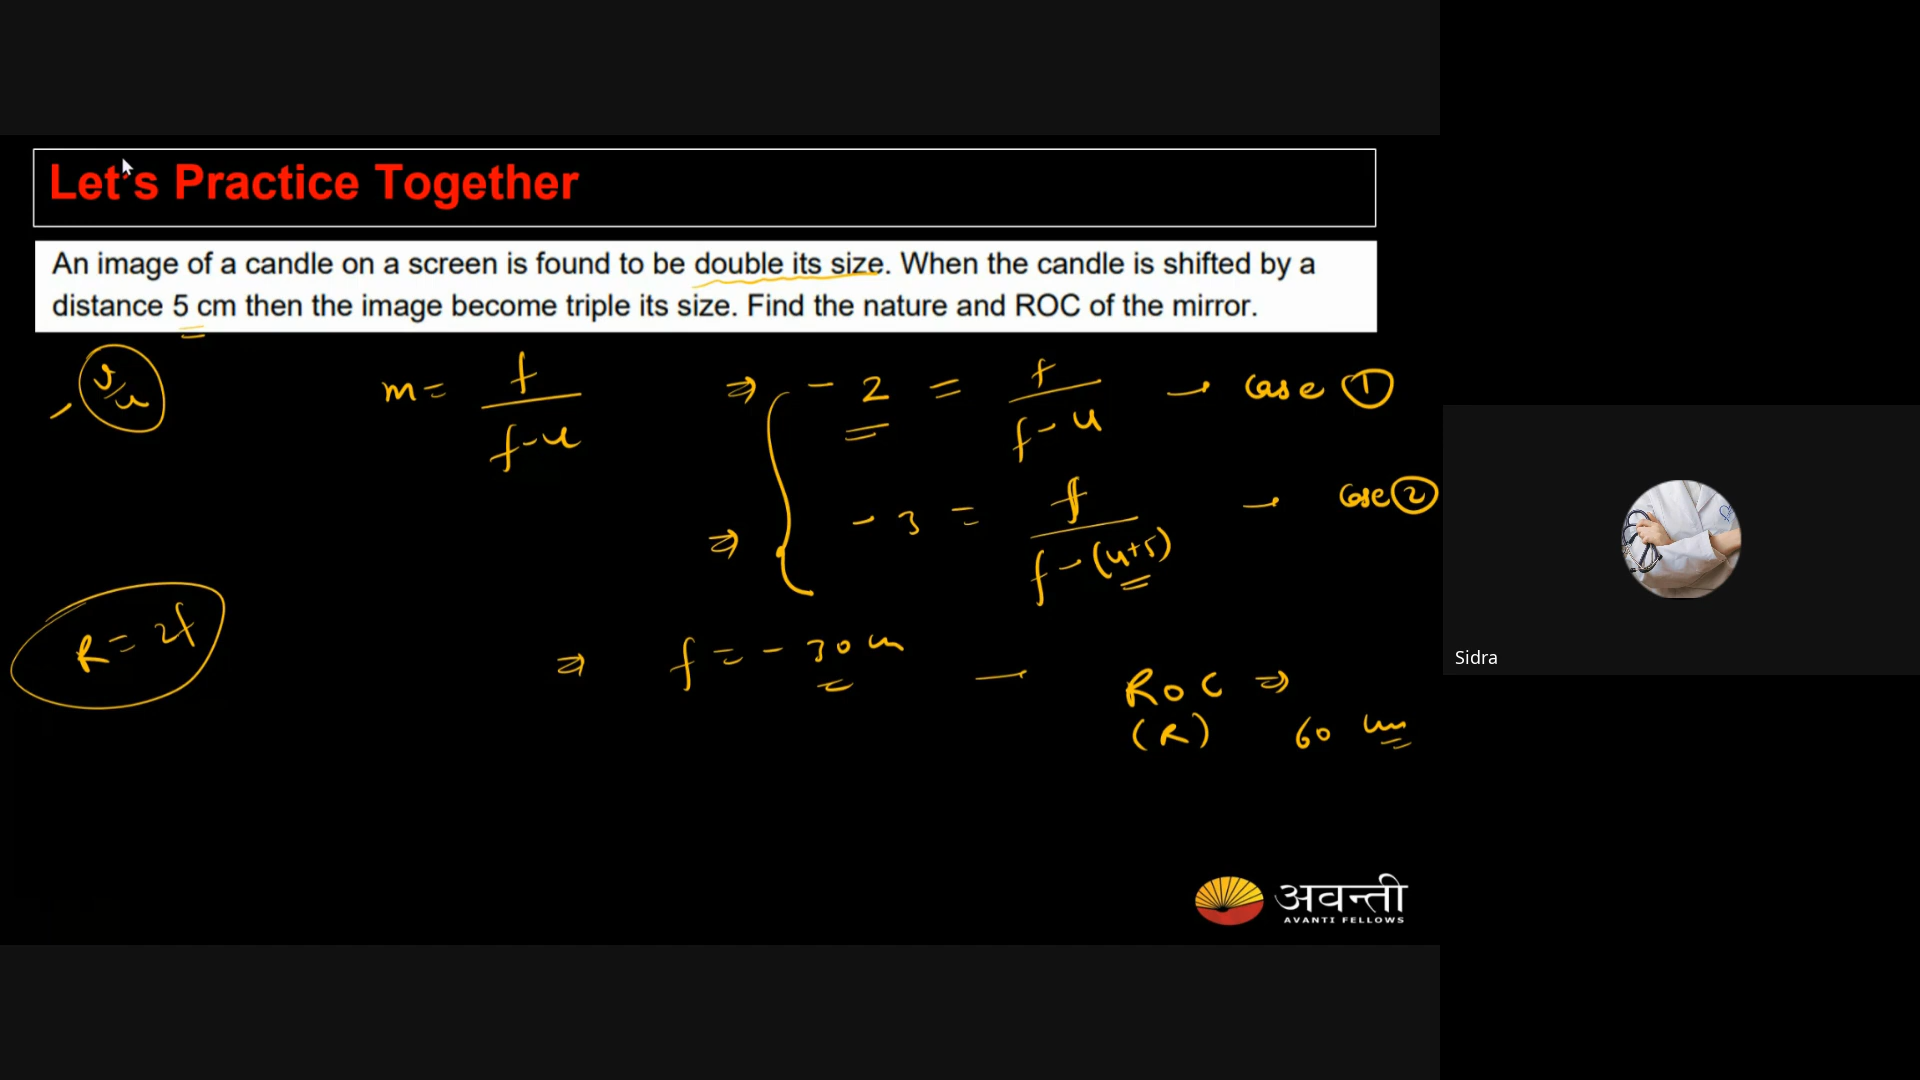 Let's Practice Together
An image of a candle on a screen is found to be double its size. When the candle is shifted by a
distance 5 cm then the image become triple its size. Find the nature and ROC of the mirror.
- v/u
m = f/(f-u)
⇒ - 2 = f/(f-u) → Case ①
⇒ - 3 = f/(f-(u+5)) → Case ②
R = 2f
⇒ f = - 30 cm — ROC ⇒
(R) 60 cm
Sidra
अवन्ती
AVANTI FELLOWS